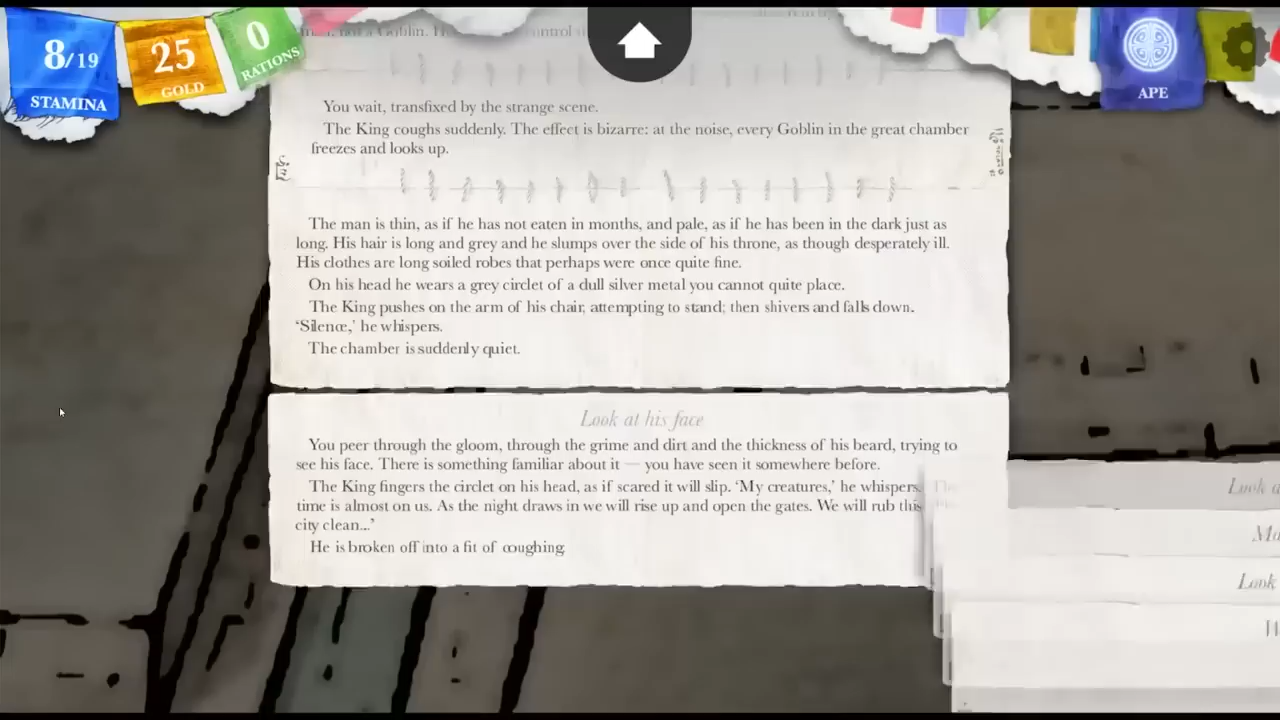 8/19
STAMINA
25
GOLD
0
RATIONS
APE
not a Goblin.
You wait, transfixed by the strange scene.
The King coughs suddenly. The effect is bizarre: at the noise, every Goblin in the great chamber
freezes and looks up.
The man is thin, as if he has not eaten in months, and pale, as if he has been in the dark just as
long. His hair is long and grey and he slumps over the side of his throne, as though desperately ill.
His clothes are long soiled robes that perhaps were once quite fine.
On his head he wears a grey circlet of a dull silver metal you cannot quite place.
The King pushes on the arm of his chair, attempting to stand; then shivers and falls down.
‘Silence,’ he whispers.
The chamber is suddenly quiet.
Look at his face
You peer through the gloom, through the grime and dirt and the thickness of his beard, trying to
see his face. There is something familiar about it — you have seen it somewhere before.
The King fingers the circlet on his head, as if scared it will slip. ‘My creatures,’ he whispers. The
time is almost on us. As the night draws in we will rise up and open the gates. We will rub this
city clean...’
He is broken off into a fit of coughing.
Look
Look